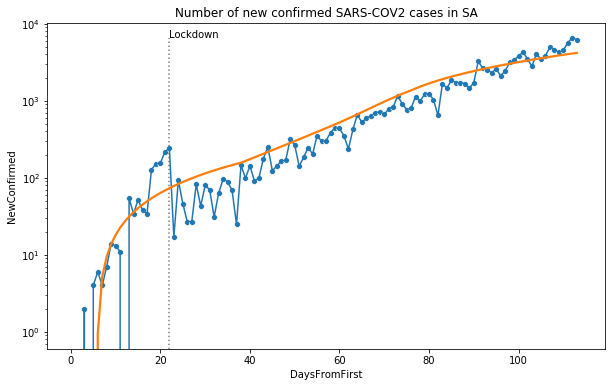 Number of new confirmed SARS-COV2 cases in SA
Lockdown
NewConfirmed
10⁴
10³
10²
10¹
10⁰
0 20 40 60 80 100
DaysFromFirst